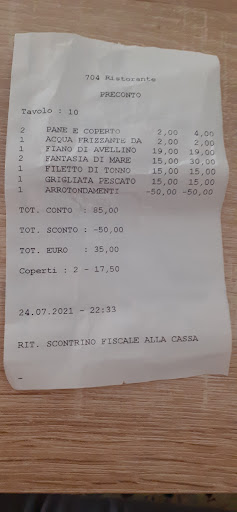 704 Ristorante
PRECONTO
Tavolo : 10
2 PANE E COPERTO 2,00 4,00
1 ACQUA FRIZZANTE DA 2,00 2,00
1 FIANO DI AVELLINO 19,00 19,00
2 FANTASIA DI MARE 15,00 30,00
1 FILETTO DI TONNO 15,00 15,00
1 GRIGLIATA PESCATO 15,00 15,00
1 ARROTONDAMENTI -50,00 -50,00
TOT. CONTO : 85,00
TOT. SCONTO : -50,00
TOT. EURO : 35,00
Coperti : 2 - 17,50
24.07.2021 - 22:33
RIT. SCONTRINO FISCALE ALLA CASSA
-